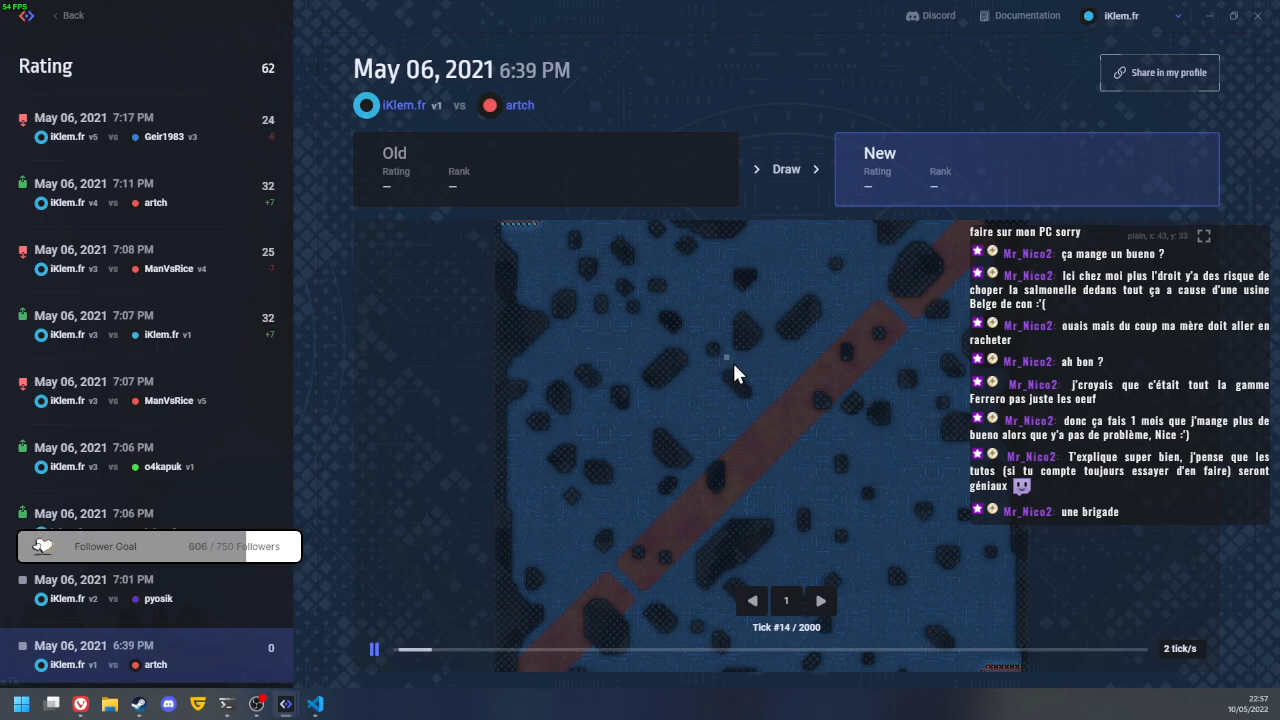 54 FPS
Back
Discord
Documentation
iKlem.fr
Rating
62
May 06, 2021 7:17 PM
24
iKlem.fr v5 vs Geir1983 v3
-8
May 06, 2021 7:11 PM
32
iKlem.fr v4 vs artch
+7
May 06, 2021 7:08 PM
25
iKlem.fr v3 vs ManVsRice v4
-7
May 06, 2021 7:07 PM
32
iKlem.fr v3 vs iKlem.fr v1
+7
May 06, 2021 7:07 PM
iKlem.fr v3 vs ManVsRice v5
May 06, 2021 7:06 PM
iKlem.fr v3 vs o4kapuk v1
May 06, 2021 7:06 PM
Follower Goal
606 / 750 Followers
May 06, 2021 7:01 PM
iKlem.fr v2 vs pyosik
May 06, 2021 6:39 PM
0
iKlem.fr v1 vs artch
May 06, 2021 6:39 PM
Share in my profile
iKlem.fr v1 vs artch
Old
Rating Rank
– –
Draw
New
Rating Rank
– –
plain, x: 43, y: 33
faire sur mon PC sorry
Mr_Nico2: ça mange un bueno ?
Mr_Nico2: Ici chez moi plus l'droit y'a des risque de
choper la salmonelle dedans tout ça a cause d'une usine
Belge de con :'(
Mr_Nico2: ouais mais du coup ma mère doit aller en
racheter
Mr_Nico2: ah bon ?
Mr_Nico2: j'croyais que c'était tout la gamme
Ferrero pas juste les oeuf
Mr_Nico2: donc ça fais 1 mois que j'mange plus de
bueno alors que y'a pas de problème, Nice :')
Mr_Nico2: T'explique super bien, j'pense que les
tutos (si tu compte toujours essayer d'en faire) seront
géniaux
Mr_Nico2: une brigade
1
Tick #14 / 2000
2 tick/s
22:57
10/05/2022